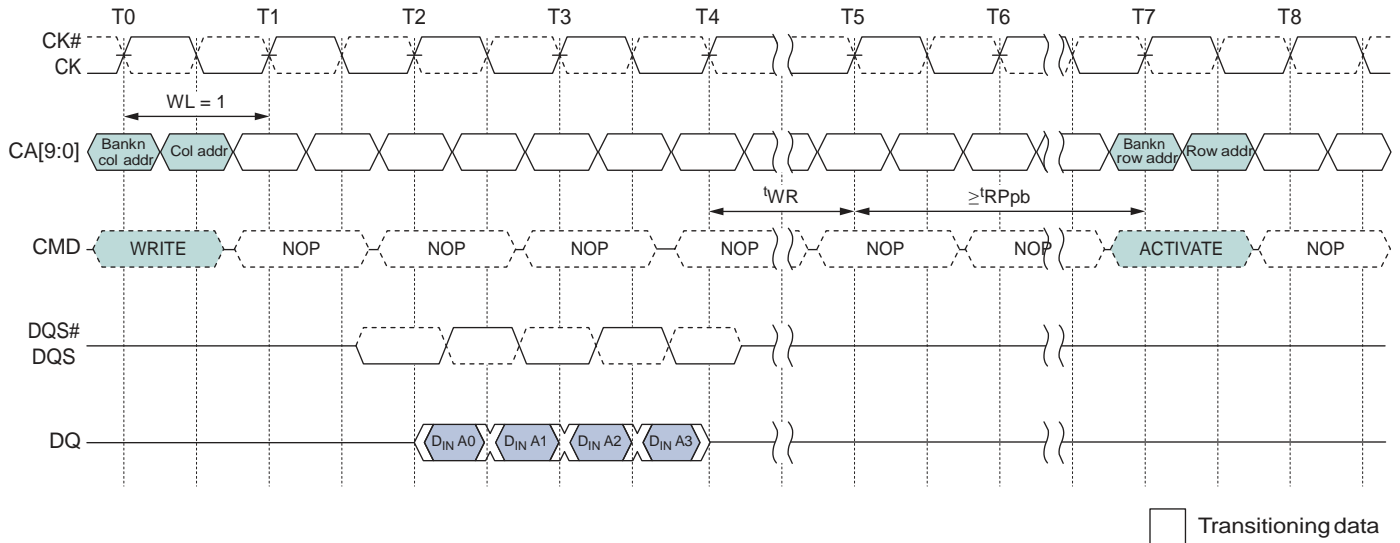 T0 T1 T2 T3 T4 T5 T6 T7 T8
CK#
CK
WL = 1
CA[9:0]
Bankn
col addr
Col addr
Bankn
row addr
Row addr
tWR
≥tRPpb
CMD WRITE NOP NOP NOP NOP NOP NOP ACTIVATE NOP
DQS#
DQS
DQ DIN A0 DIN A1 DIN A2 DIN A3
Transitioning data